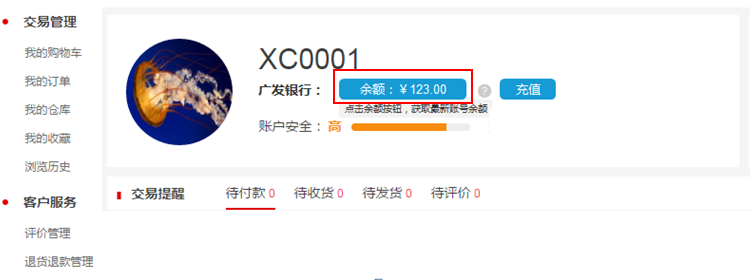 交易管理
我的购物车
我的订单
我的仓库
我的收藏
浏览历史
客户服务
评价管理
退货退款管理
XC0001
广发银行： 余额：￥123.00 ? 充值
点击余额按钮，获取最新账号余额
账户安全： 高
交易提醒 待付款 0 待收货 0 待发货 0 待评价 0